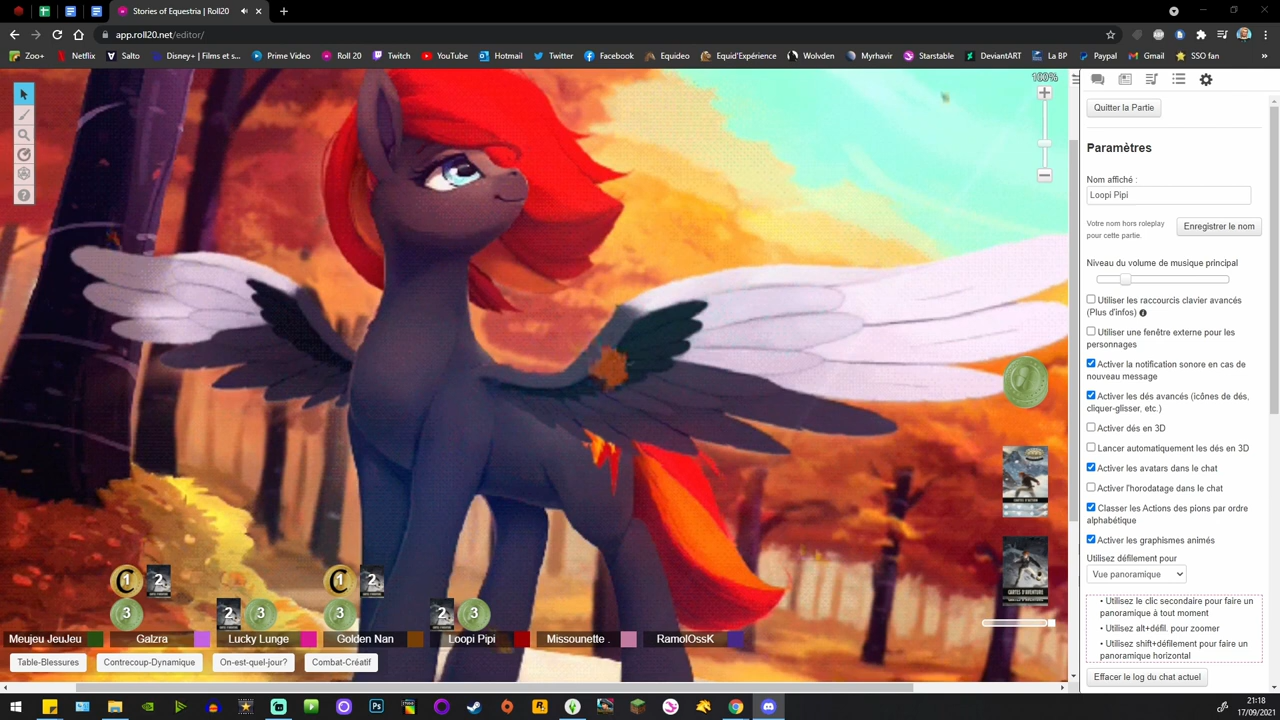 Stories of Equestria | Roll20
app.roll20.net/editor/
Zoo+ Netflix Salto Disney+ | Films et s... Prime Video Roll 20 Twitch YouTube Hotmail Twitter Facebook Equideo Equid'Expérience Wolvden Myrhavir Starstable DeviantART La BP Paypal Gmail SSO fan »
100%
Quitter la Partie
Paramètres
Nom affiché :
Loopi Pipi
Votre nom hors roleplay
pour cette partie.
Enregistrer le nom
Niveau du volume de musique principal
Utiliser les raccourcis clavier avancés
(Plus d'infos)
Utiliser une fenêtre externe pour les
personnages
Activer la notification sonore en cas de
nouveau message
Activer les dés avancés (icônes de dés,
cliquer-glisser, etc.)
Activer dés en 3D
Lancer automatiquement les dés en 3D
Activer les avatars dans le chat
Activer l'horodatage dans le chat
Classer les Actions des pions par ordre
alphabétique
Activer les graphismes animés
Utilisez défilement pour
Vue panoramique
• Utilisez le clic secondaire pour faire un
panoramique à tout moment
• Utilisez alt+défil. pour zoomer
• Utilisez shift+défilement pour faire un
panoramique horizontal
Effacer le log du chat actuel
CARTES D'AVENTURE
1 2 1 2
3 2 3 3 2 3
Meujeu JeuJeu Galzra Lucky Lunge Golden Nan Loopi Pipi Missounette . RamolOssK
Table-Blessures Contrecoup-Dynamique On-est-quel-jour? Combat-Créatif
21:18
17/09/2021